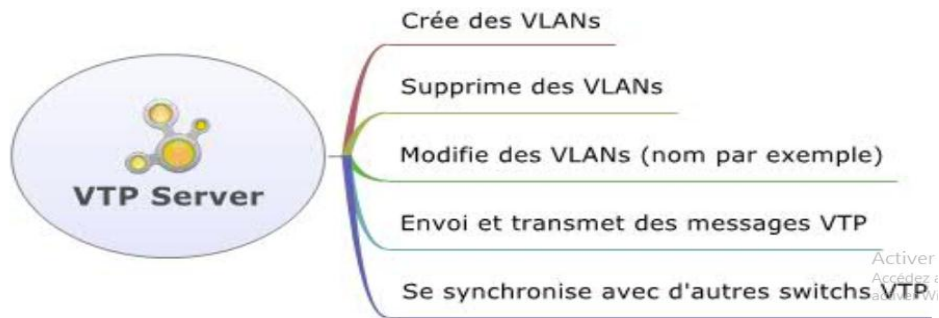 Crée des VLANs
Supprime des VLANs
Modifie des VLANs (nom par exemple)
VTP Server
Envoi et transmet des messages VTP
Activer
Accédez a
Se synchronise avec d'autres switchs VTP